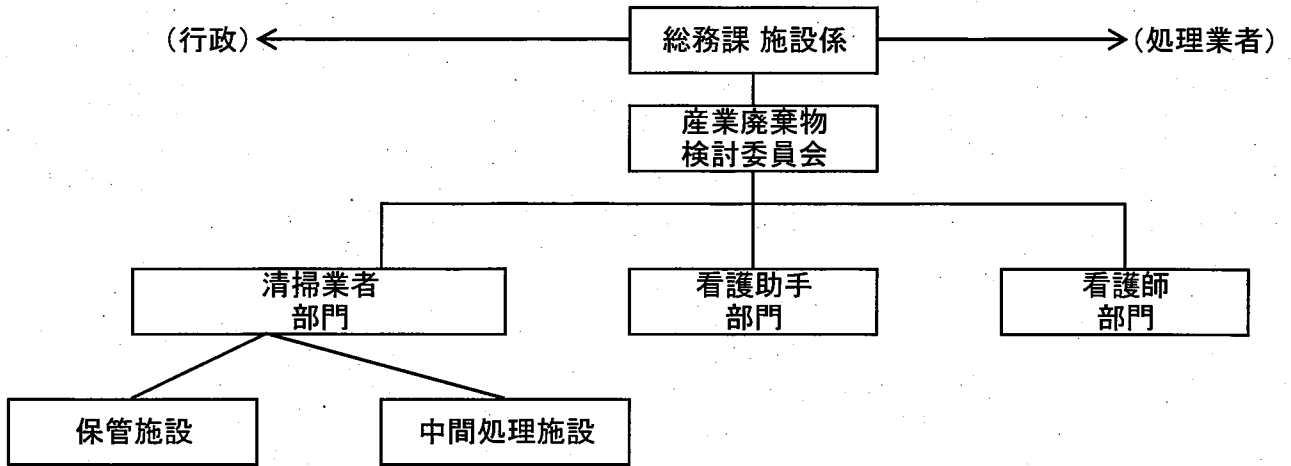 (行政)
総務課 施設係
(処理業者)
産業廃棄物
検討委員会
清掃業者
部門
看護助手
部門
看護師
部門
保管施設
中間処理施設